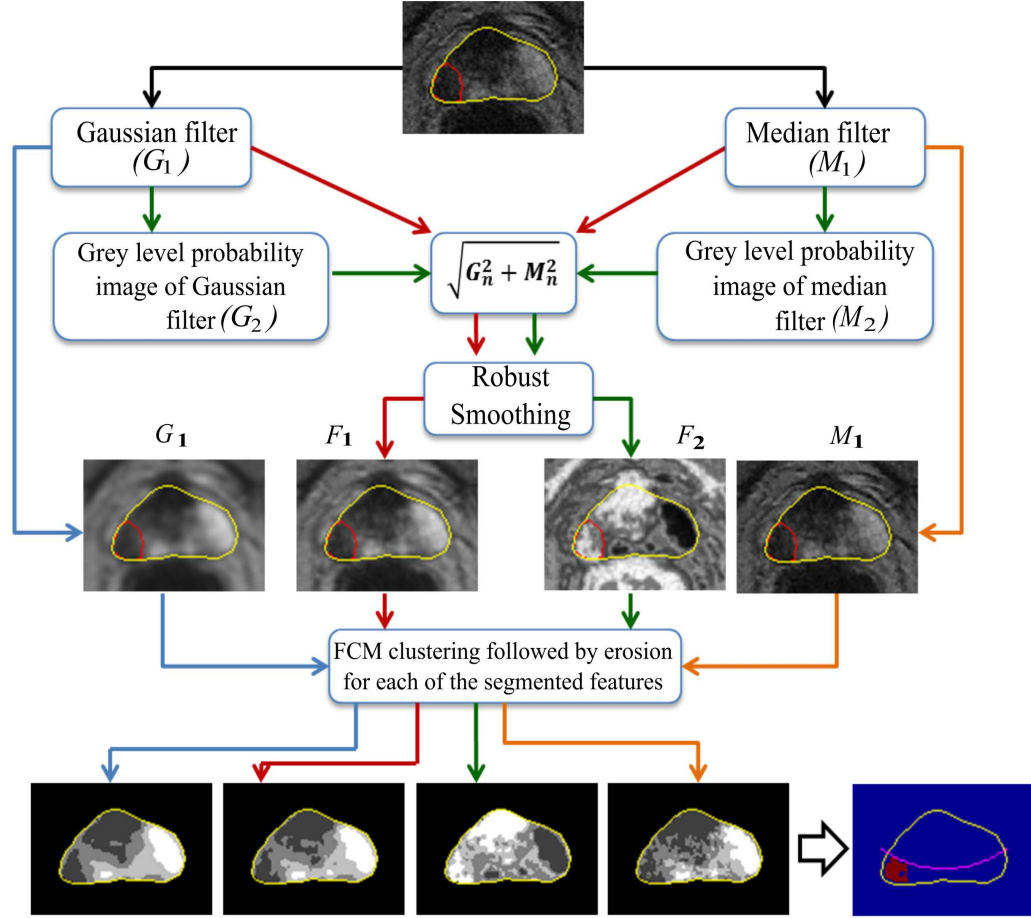 Gaussian filter
(G₁)
Median filter
(M₁)
Grey level probability
image of Gaussian
filter (G₂)
√(Gₙ² + Mₙ²)
Grey level probability
image of median
filter (M₂)
Robust
Smoothing
G₁
F₁
F₂
M₁
FCM clustering followed by erosion
for each of the segmented features